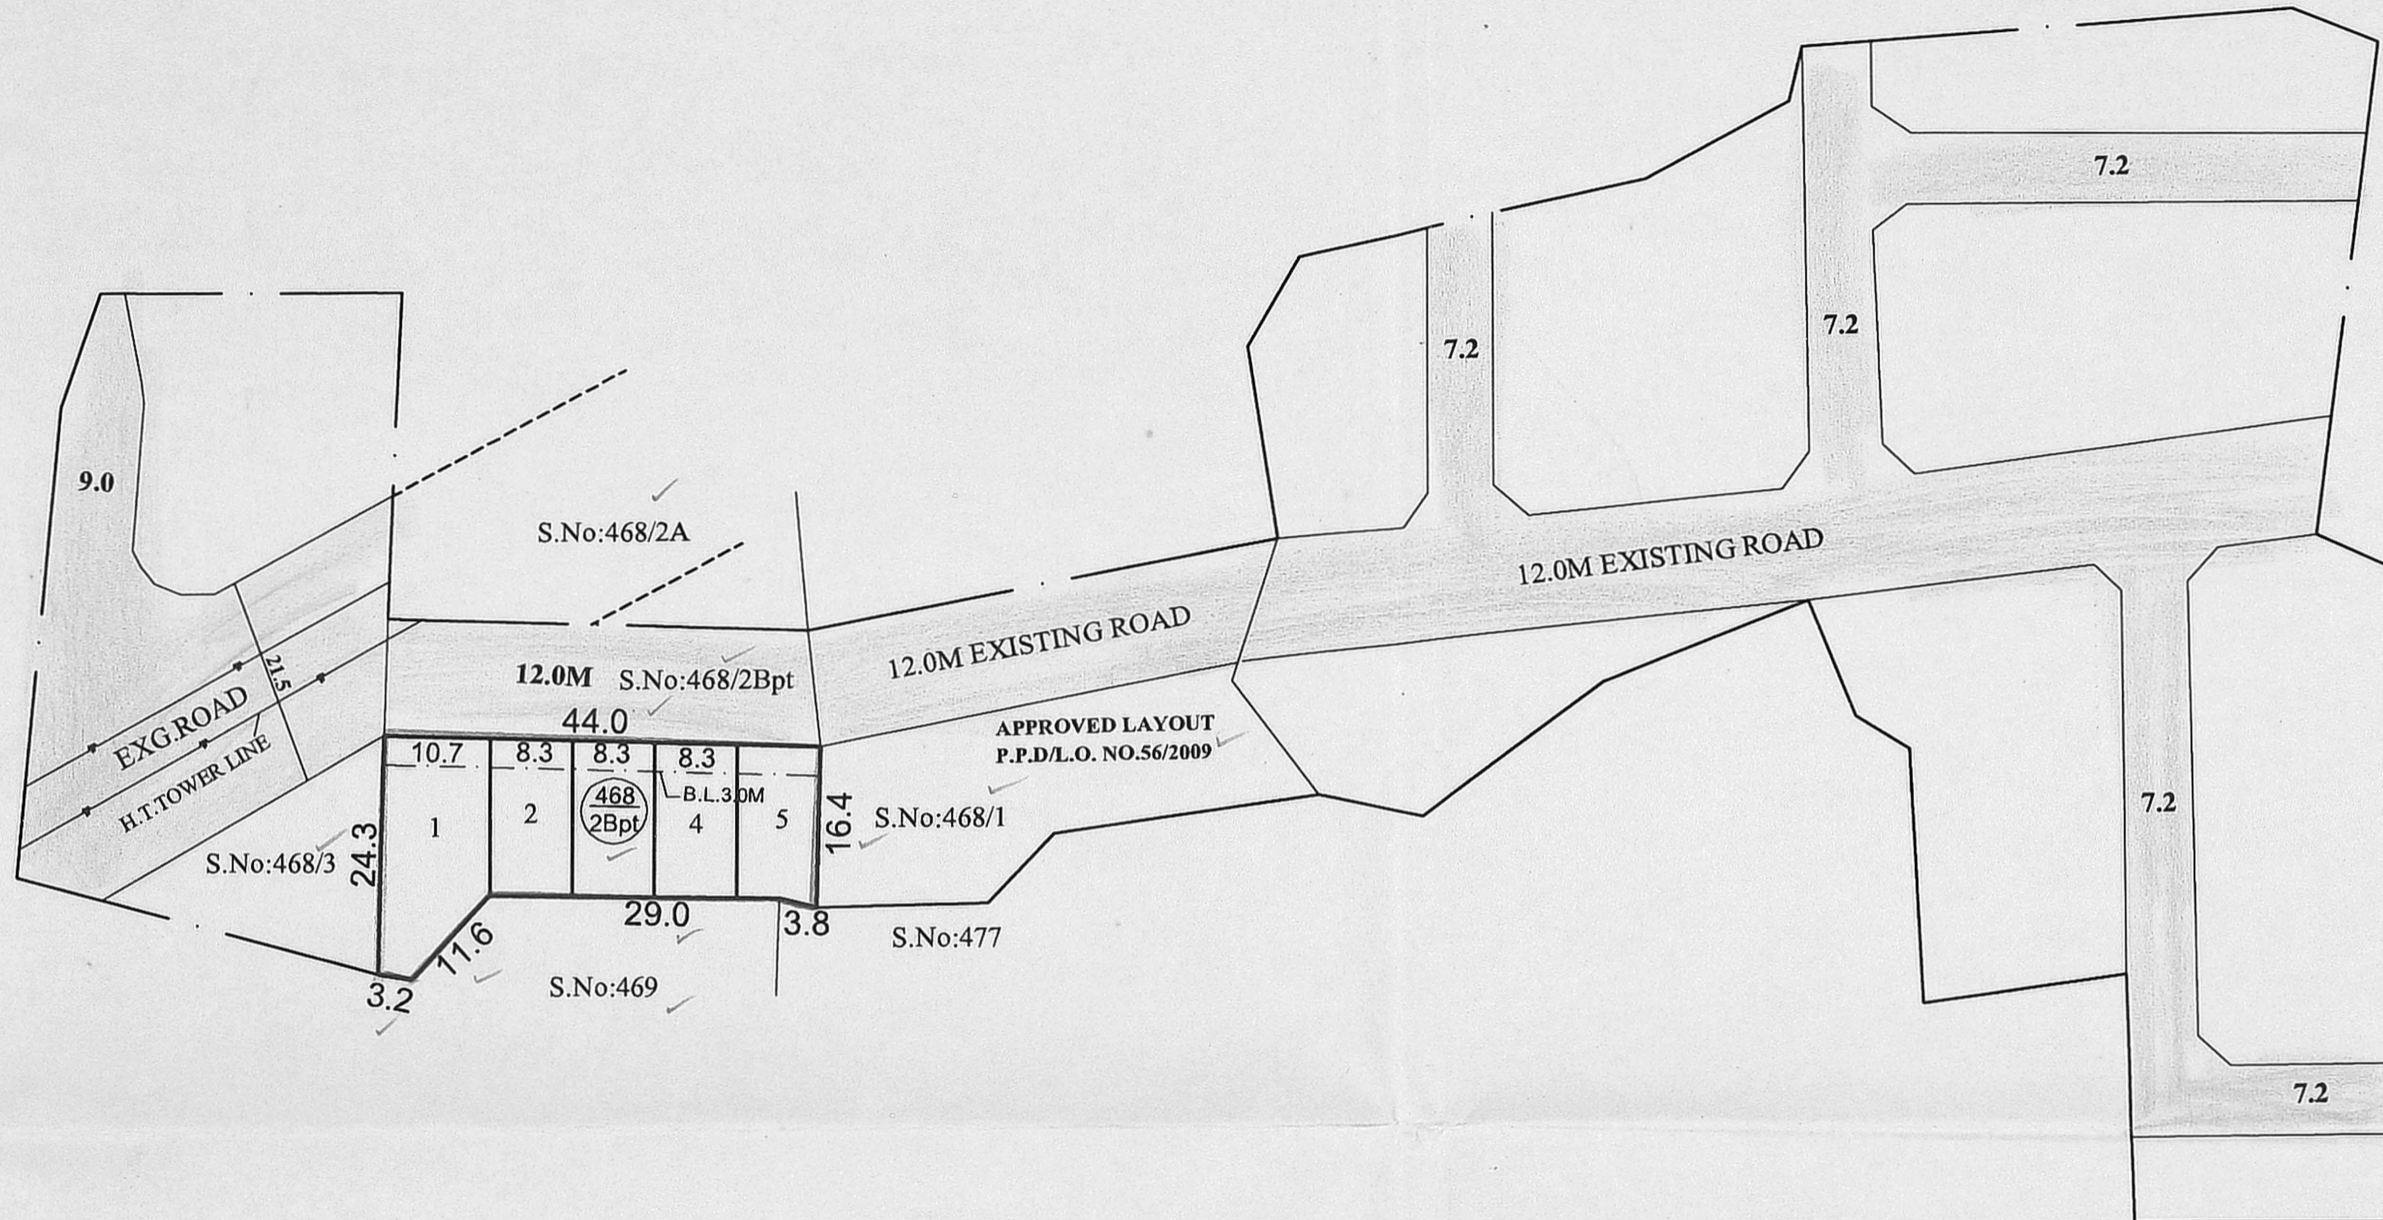 7.2
7.2
7.2
9.0
S.No:468/2A
12.0M EXISTING ROAD
12.0M EXISTING ROAD
21.5
12.0M S.No:468/2Bpt
EXG.ROAD
H.T.TOWER LINE
44.0
APPROVED LAYOUT
P.P.D/L.O. NO.56/2009
10.7 8.3 8.3 8.3
B.L.3.0M
468
2Bpt
1 2 4 5
16.4
S.No:468/1
7.2
S.No:468/3
24.3
29.0
3.8
11.6
S.No:477
S.No:469
3.2
7.2